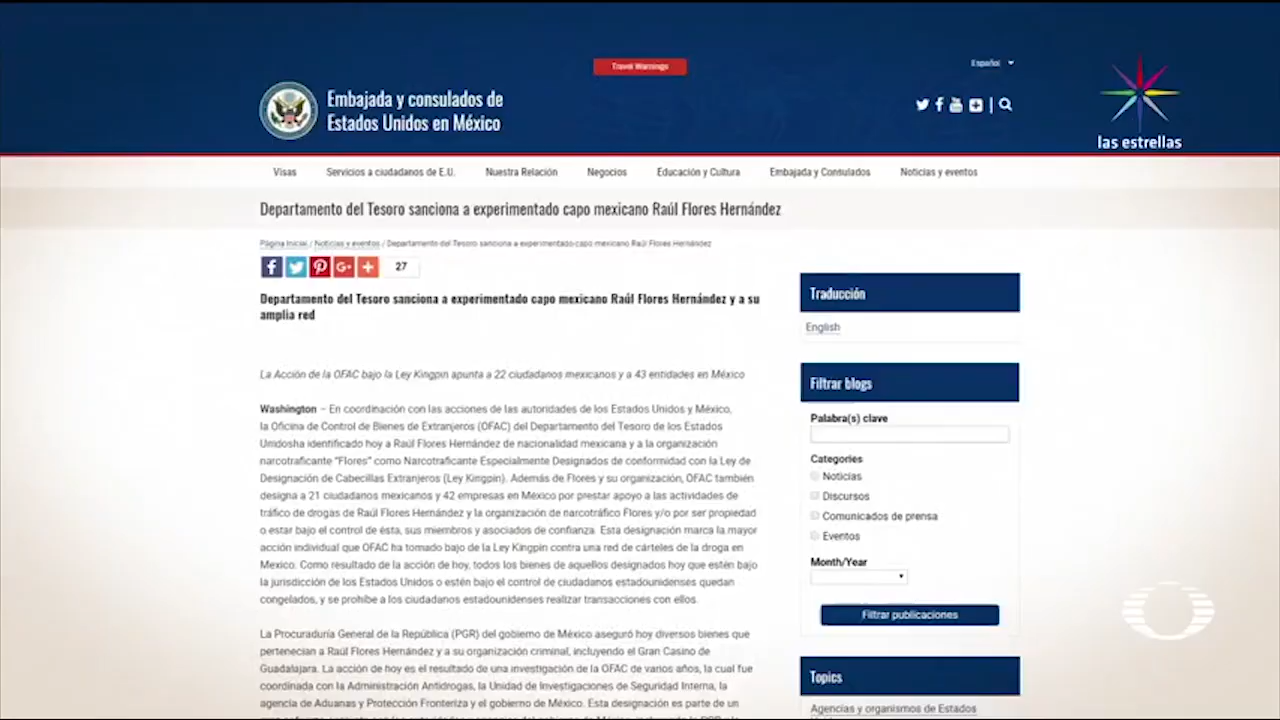 Travel Warnings
Español
Embajada y consulados de
Estados Unidos en México
las estrellas
Visas
Servicios a ciudadanos de E.U.
Nuestra Relación
Negocios
Educación y Cultura
Embajada y Consulados
Noticias y eventos
Departamento del Tesoro sanciona a experimentado capo mexicano Raúl Flores Hernández
Página Inicial / Noticias y eventos / Departamento del Tesoro sanciona a experimentado capo mexicano Raúl Flores Hernández
27
Departamento del Tesoro sanciona a experimentado capo mexicano Raúl Flores Hernández y a su
amplia red
La Acción de la OFAC bajo la Ley Kingpin apunta a 22 ciudadanos mexicanos y a 43 entidades en México
Washington – En coordinación con las acciones de las autoridades de los Estados Unidos y México,
la Oficina de Control de Bienes de Extranjeros (OFAC) del Departamento del Tesoro de los Estados
Unidosha identificado hoy a Raúl Flores Hernández de nacionalidad mexicana y a la organización
narcotraficante "Flores" como Narcotraficante Especialmente Designados de conformidad con la Ley de
Designación de Cabecillas Extranjeros (Ley Kingpin). Además de Flores y su organización, OFAC también
designa a 21 ciudadanos mexicanos y 42 empresas en México por prestar apoyo a las actividades de
tráfico de drogas de Raúl Flores Hernández y la organización de narcotráfico Flores y/o por ser propiedad
o estar bajo el control de ésta, sus miembros y asociados de confianza. Esta designación marca la mayor
acción individual que OFAC ha tomado bajo de la Ley Kingpin contra una red de cárteles de la droga en
Mexico. Como resultado de la acción de hoy, todos los bienes de aquellos designados hoy que estén bajo
la jurisdicción de los Estados Unidos o estén bajo el control de ciudadanos estadounidenses quedan
congelados, y se prohíbe a los ciudadanos estadounidenses realizar transacciones con ellos.
La Procuraduría General de la República (PGR) del gobierno de México aseguró hoy diversos bienes que
pertenecían a Raúl Flores Hernández y a su organización criminal, incluyendo el Gran Casino de
Guadalajara. La acción de hoy es el resultado de una investigación de la OFAC de varios años, la cual fue
coordinada con la Administración Antidrogas, la Unidad de Investigaciones de Seguridad Interna, la
agencia de Aduanas y Protección Fronteriza y el gobierno de México. Esta designación es parte de un
Traducción
English
Filtrar blogs
Palabra(s) clave
Categories
Noticias
Discursos
Comunicados de prensa
Eventos
Month/Year
Filtrar publicaciones
Topics
Agencias y organismos de Estados